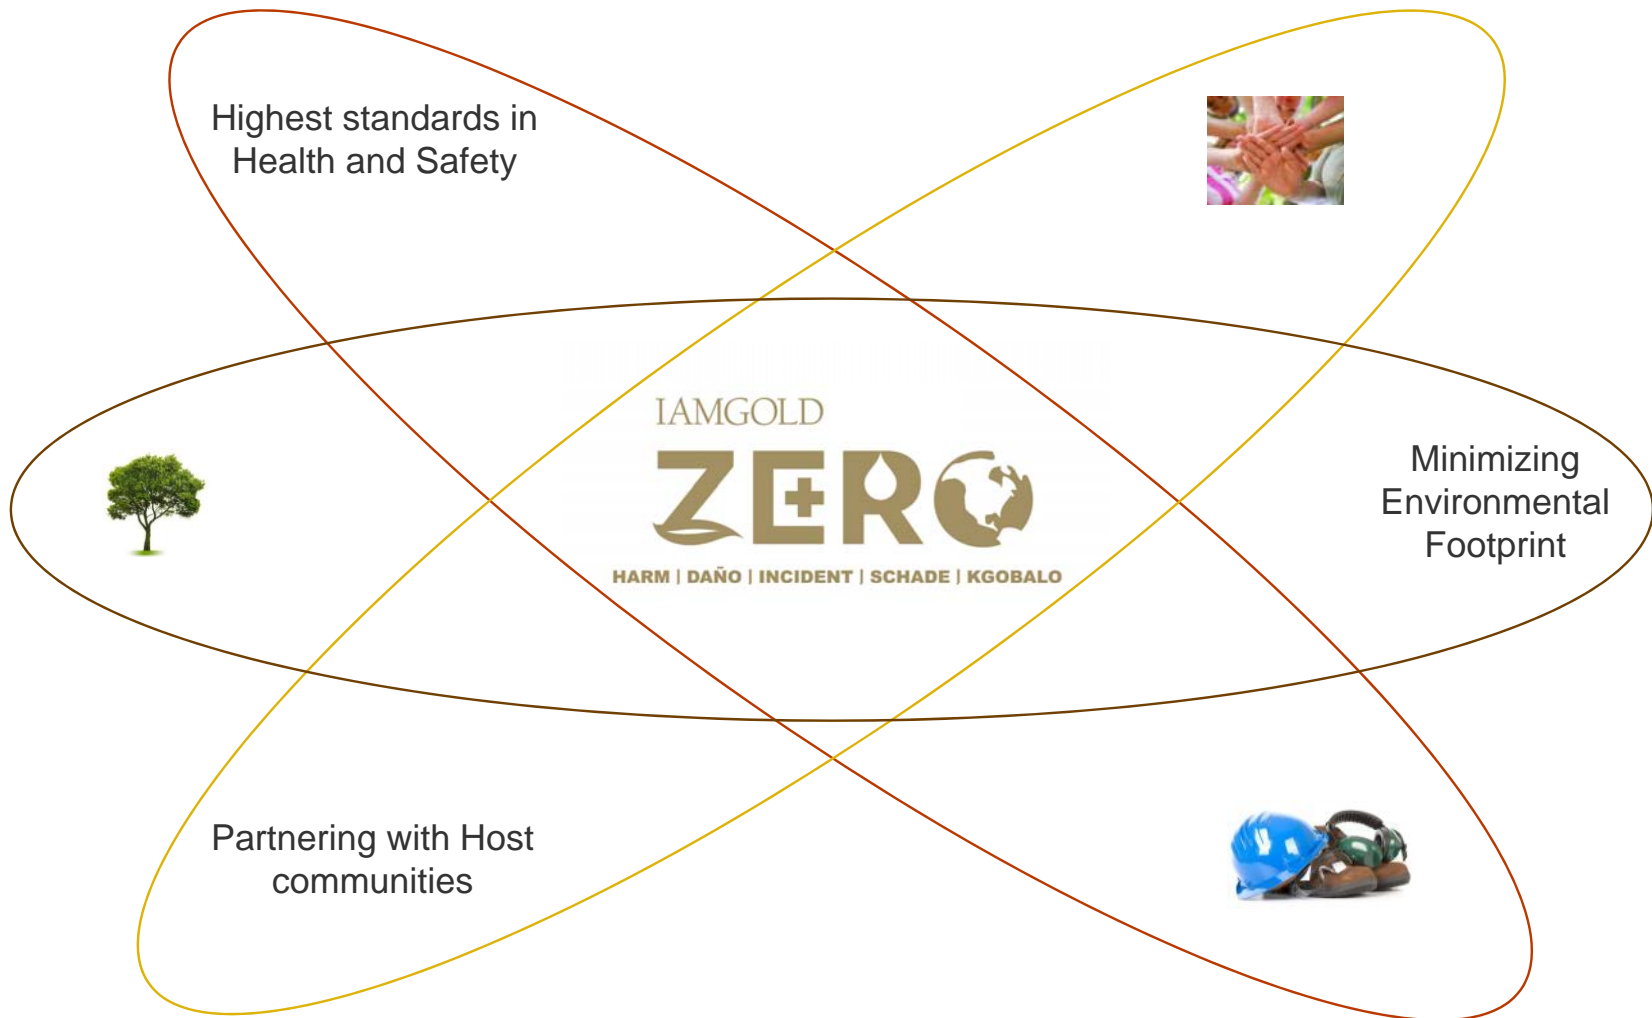 Highest standards in
Health and Safety
IAMGOLD
ZERO
HARM | DAÑO | INCIDENT | SCHADE | KGOBALO
Minimizing
Environmental
Footprint
Partnering with Host
communities